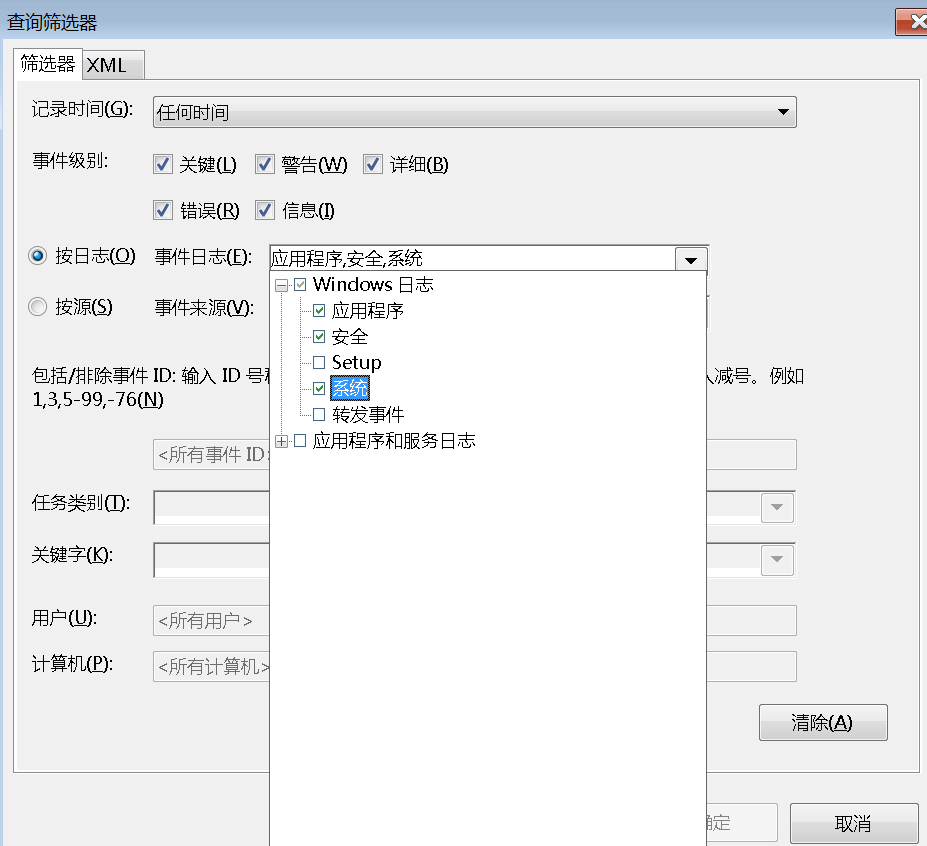 查询筛选器
筛选器 XML
记录时间(G): 任何时间
事件级别: 关键(L) 警告(W) 详细(B)
错误(R) 信息(I)
按日志(O) 事件日志(E): 应用程序,安全,系统
Windows 日志
按源(S) 事件来源(V): 应用程序
安全
Setup
包括/排除事件 ID: 输入 ID 号 减号。例如
系统
1,3,5-99,-76(N)
转发事件
应用程序和服务日志
<所有事件 ID
任务类别(T):
关键字(K):
用户(U): <所有用户>
计算机(P): <所有计算机>
清除(A)
定 取消